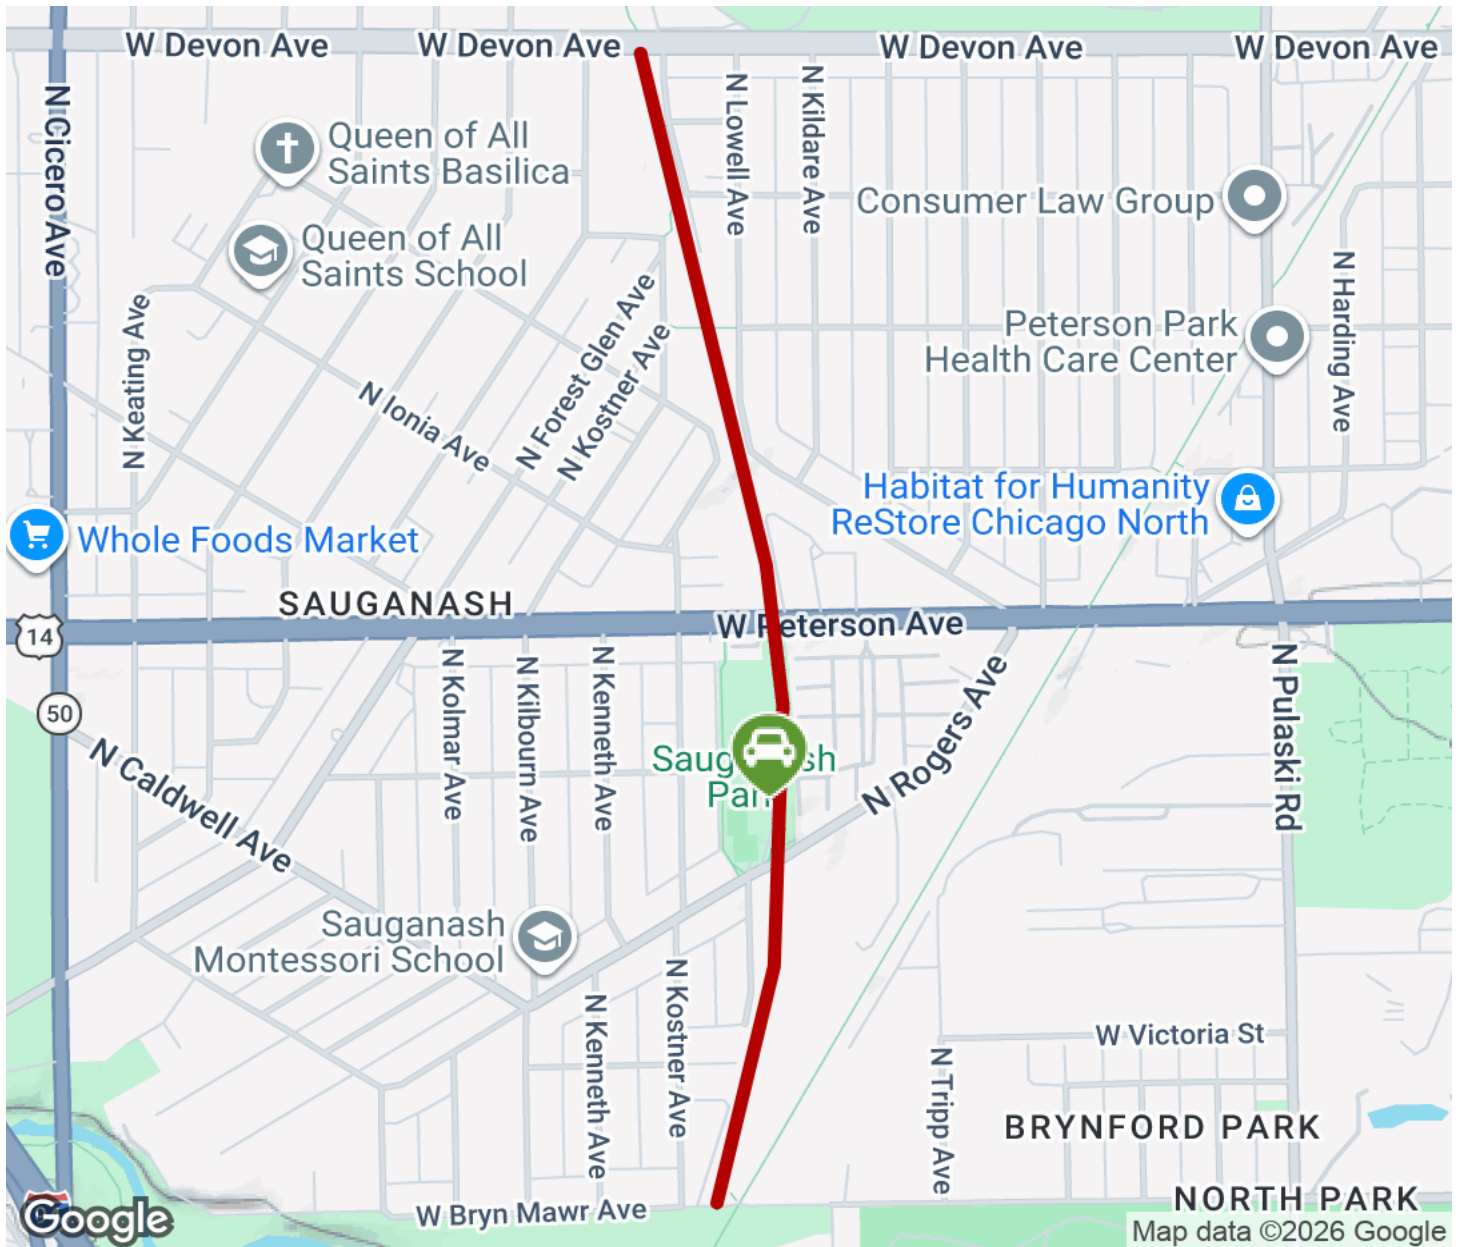 W Devon Ave
W Devon Ave
W Devon Ave
W Devon Ave
N Cicero Ave
N Lowell Ave
N Kildare Ave
Queen of All
Saints Basilica
Consumer Law Group
Queen of All
Saints School
N Harding Ave
N Keating Ave
N Forest Glen Ave
N Kostner Ave
Peterson Park
Health Care Center
N Ionia Ave
Habitat for Humanity
ReStore Chicago North
Whole Foods Market
SAUGANASH
W Peterson Ave
14
N Kolmar Ave
N Kilbourn Ave
N Kenneth Ave
N Rogers Ave
N Pulaski Rd
50
N Caldwell Ave
Sauganash
Park
Sauganash
Montessori School
N Kenneth Ave
N Kostner Ave
W Victoria St
N Tripp Ave
BRYNFORD PARK
W Bryn Mawr Ave
NORTH PARK
Google
Map data ©2026 Google